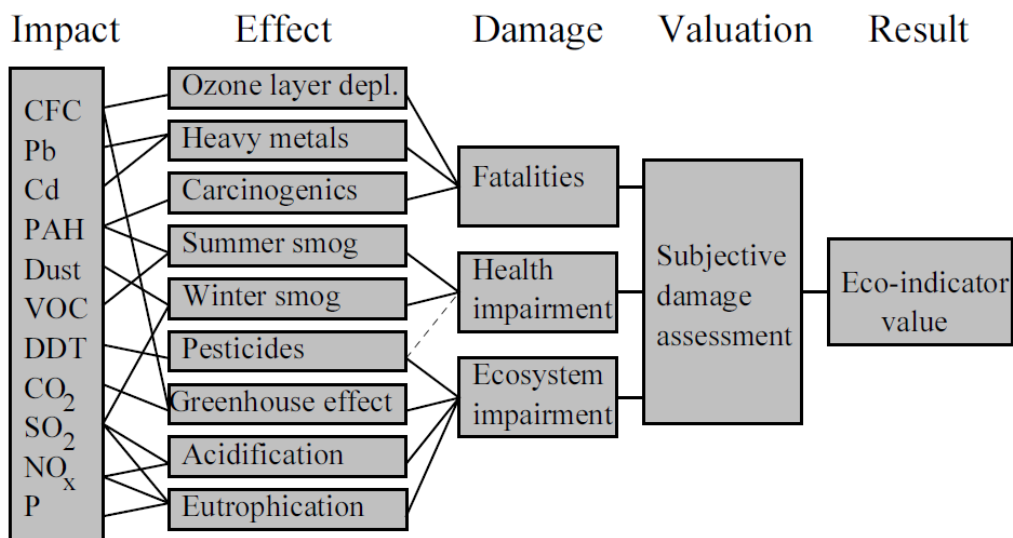 Impact
Effect
Damage
Valuation
Result
CFC
Pb
Cd
PAH
Dust
VOC
DDT
CO2
SO2
NOx
P
Ozone layer depl.
Heavy metals
Carcinogenics
Summer smog
Winter smog
Pesticides
Greenhouse effect
Acidification
Eutrophication
Fatalities
Health
impairment
Ecosystem
impairment
Subjective
damage
assessment
Eco-indicator
value